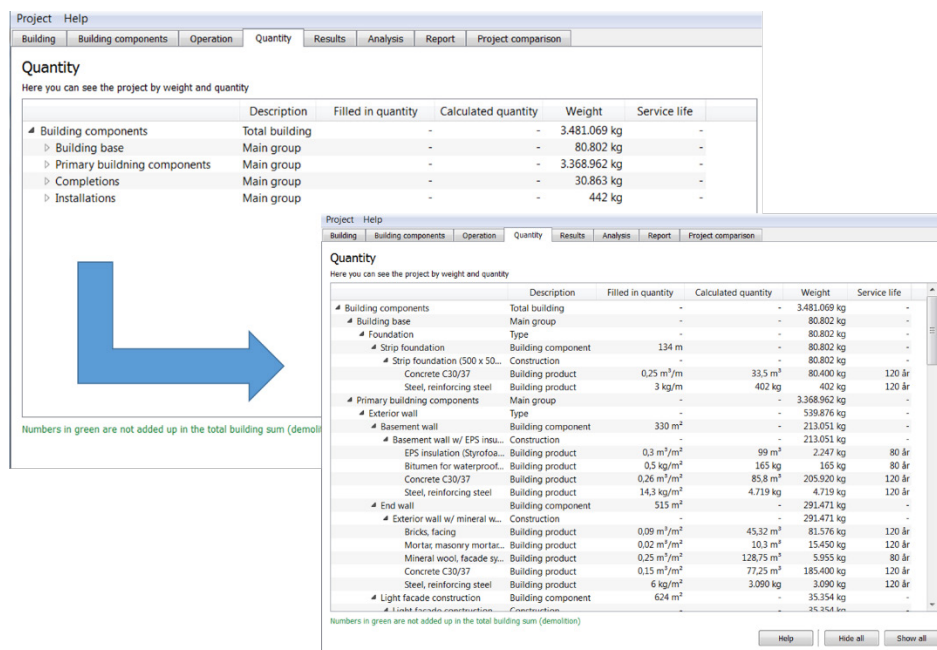 Project Help
Building Building components Operation Quantity Results Analysis Report Project comparison
Quantity
Here you can see the project by weight and quantity
Description Filled in quantity Calculated quantity Weight Service life
Building components Total building - - 3.481.069 kg -
Building base Main group - - 80.802 kg -
Primary buildning components Main group - - 3.368.962 kg -
Completions Main group - - 30.863 kg -
Installations Main group - - 442 kg -
Numbers in green are not added up in the total building sum (demoliti
Project Help
Building Building components Operation Quantity Results Analysis Report Project comparison
Quantity
Here you can see the project by weight and quantity
Description Filled in quantity Calculated quantity Weight Service life
Building components Total building - - 3.481.069 kg -
Building base Main group - - 80.802 kg -
Foundation Type - - 80.802 kg -
Strip foundation Building component 134 m - 80.802 kg -
Strip foundation (500 x 50... Construction - - 80.802 kg -
Concrete C30/37 Building product 0,25 m³/m 33,5 m³ 80.400 kg 120 år
Steel, reinforcing steel Building product 3 kg/m 402 kg 402 kg 120 år
Primary buildning components Main group - - 3.368.962 kg -
Exterior wall Type - - 539.876 kg -
Basement wall Building component 330 m² - 213.051 kg -
Basement wall w/ EPS insu... Construction - - 213.051 kg -
EPS insulation (Styrofoa... Building product 0,3 m³/m² 99 m³ 2.247 kg 80 år
Bitumen for waterproof... Building product 0,5 kg/m² 165 kg 165 kg 80 år
Concrete C30/37 Building product 0,26 m³/m² 85,8 m³ 205.920 kg 120 år
Steel, reinforcing steel Building product 14,3 kg/m² 4.719 kg 4.719 kg 120 år
End wall Building component 515 m² - 291.471 kg -
Exterior wall w/ mineral w... Construction - - 291.471 kg -
Bricks, facing Building product 0,09 m³/m² 45,32 m³ 81.576 kg 120 år
Mortar, masonry mortar... Building product 0,02 m³/m² 10,3 m³ 15.450 kg 120 år
Mineral wool, facade sy... Building product 0,25 m³/m² 128,75 m³ 5.955 kg 80 år
Concrete C30/37 Building product 0,15 m³/m² 77,25 m³ 185.400 kg 120 år
Steel, reinforcing steel Building product 6 kg/m² 3.090 kg 3.090 kg 120 år
Light facade construction Building component 624 m² - 35.354 kg -
Light facade construction Construction - - 35.354 kg -
Numbers in green are not added up in the total building sum (demolition)
Help Hide all Show all